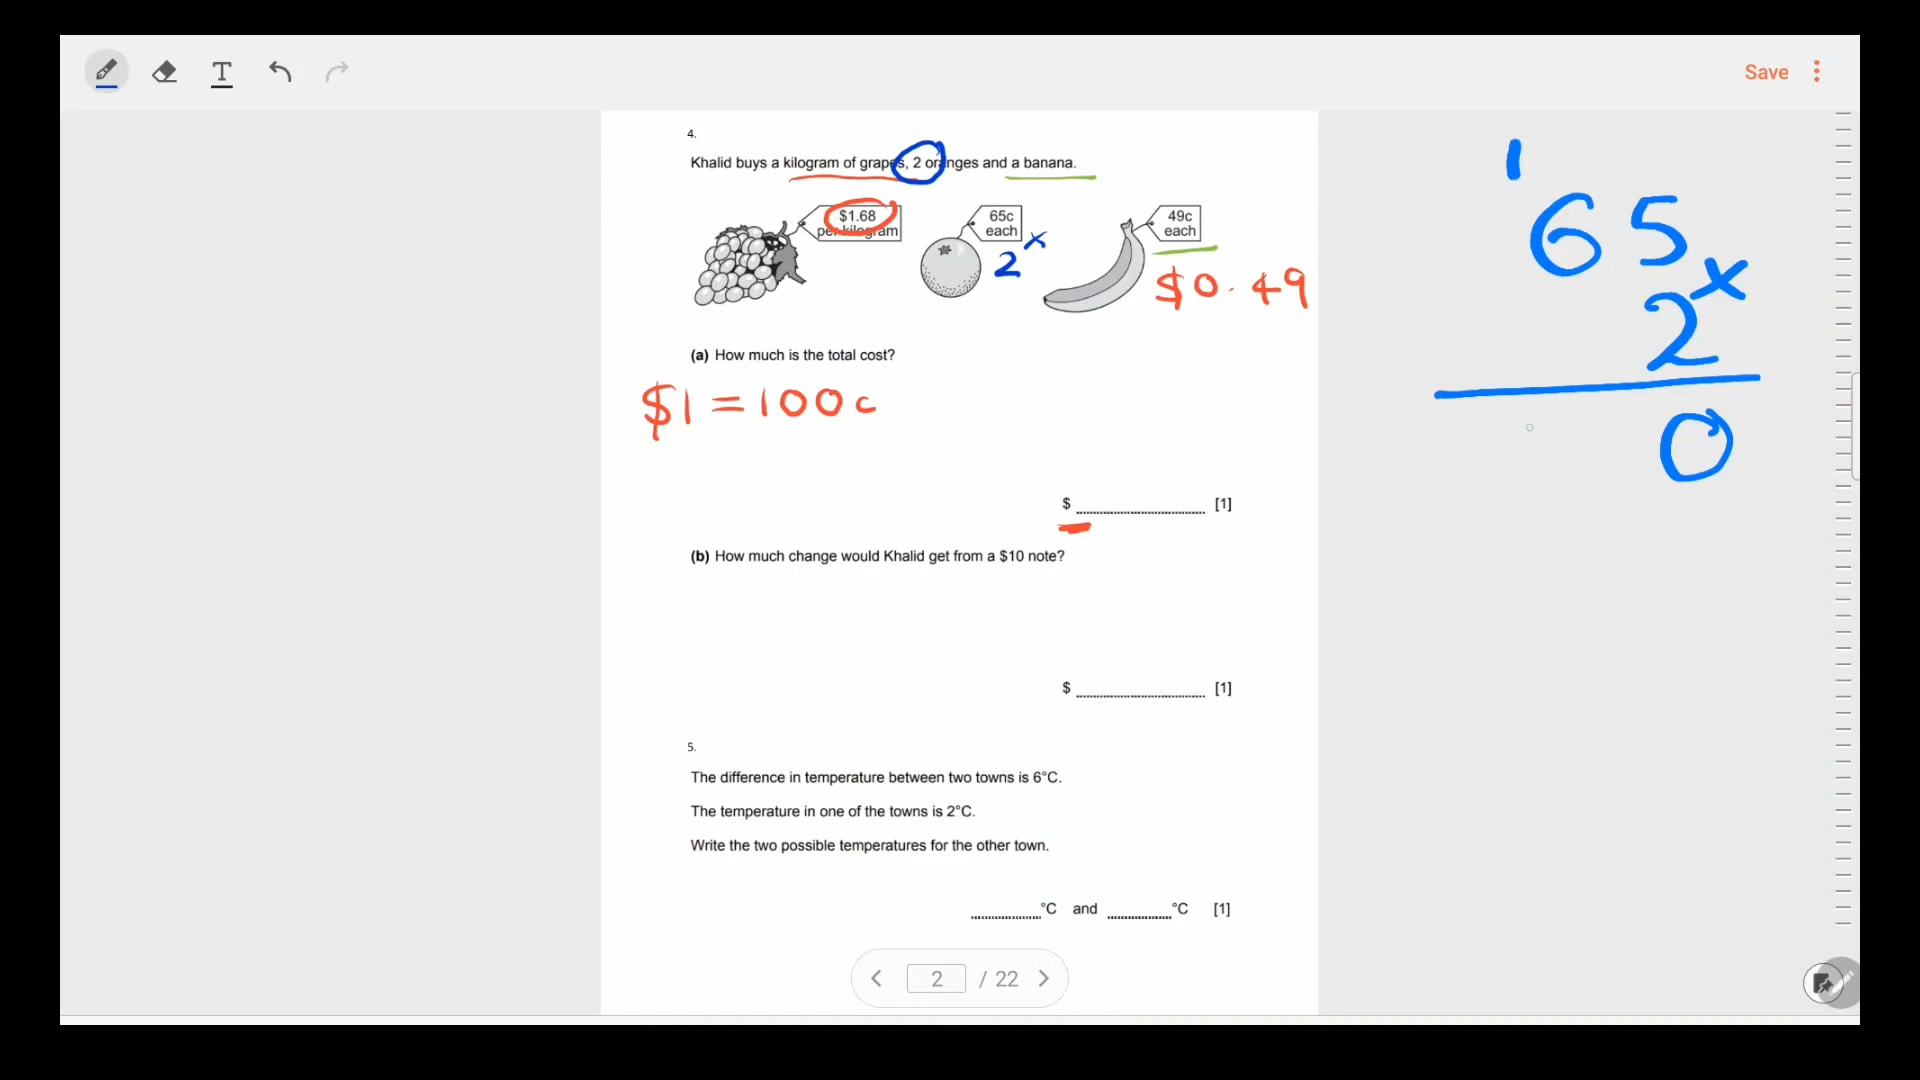 T
Save
4.
Khalid buys a kilogram of grapes, 2 oranges and a banana.
$1.68
per kilogram
65c
each
49c
each
2 x
$0.49
(a) How much is the total cost?
$1 = 100c
$ [1]
(b) How much change would Khalid get from a $10 note?
$ [1]
5.
The difference in temperature between two towns is 6°C.
The temperature in one of the towns is 2°C.
Write the two possible temperatures for the other town.
°C and °C [1]
2 / 22
1
65
x
2
0